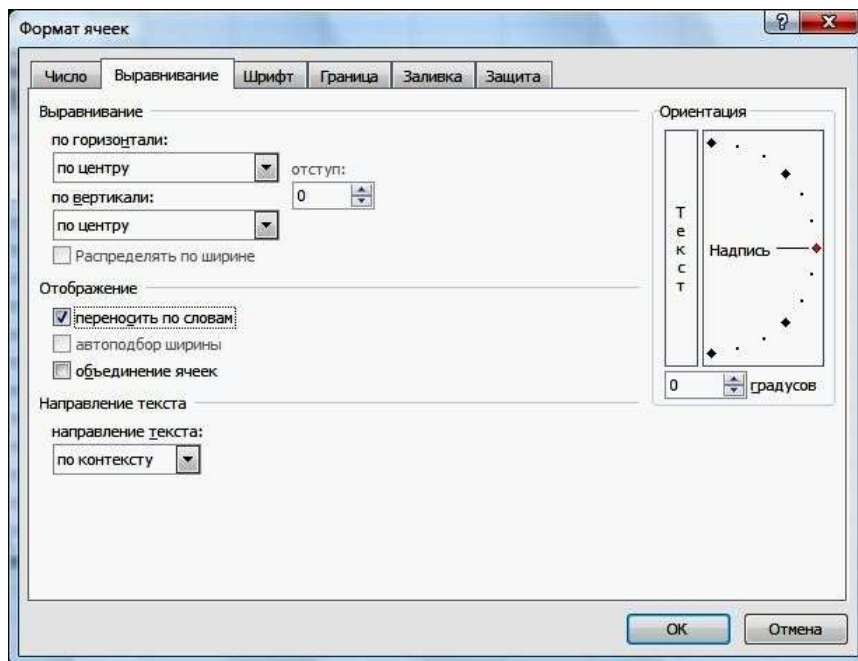 Формат ячеек
Число Выравнивание Шрифт Граница Заливка Защита
Выравнивание
по горизонтали:
по центру
отступ:
0
по вертикали:
по центру
Распределять по ширине
Отображение
переносить по словам
автоподбор ширины
объединение ячеек
Направление текста
направление текста:
по контексту
Ориентация
Текст
Надпись
0 градусов
ОК Отмена